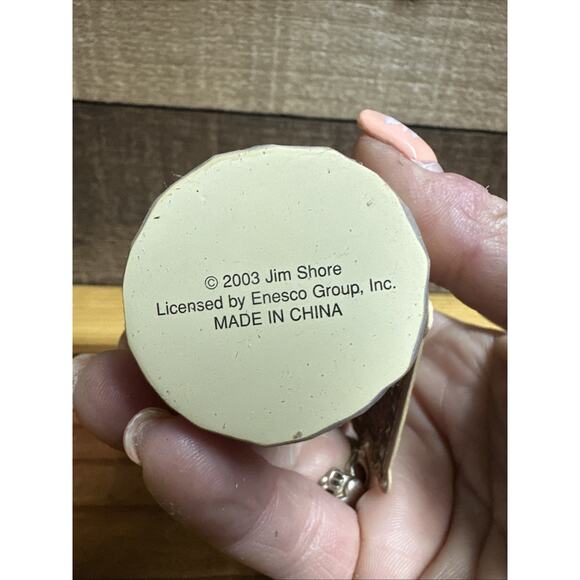 © 2003 Jim Shore
Licensed by Enesco Group, Inc.
MADE IN CHINA